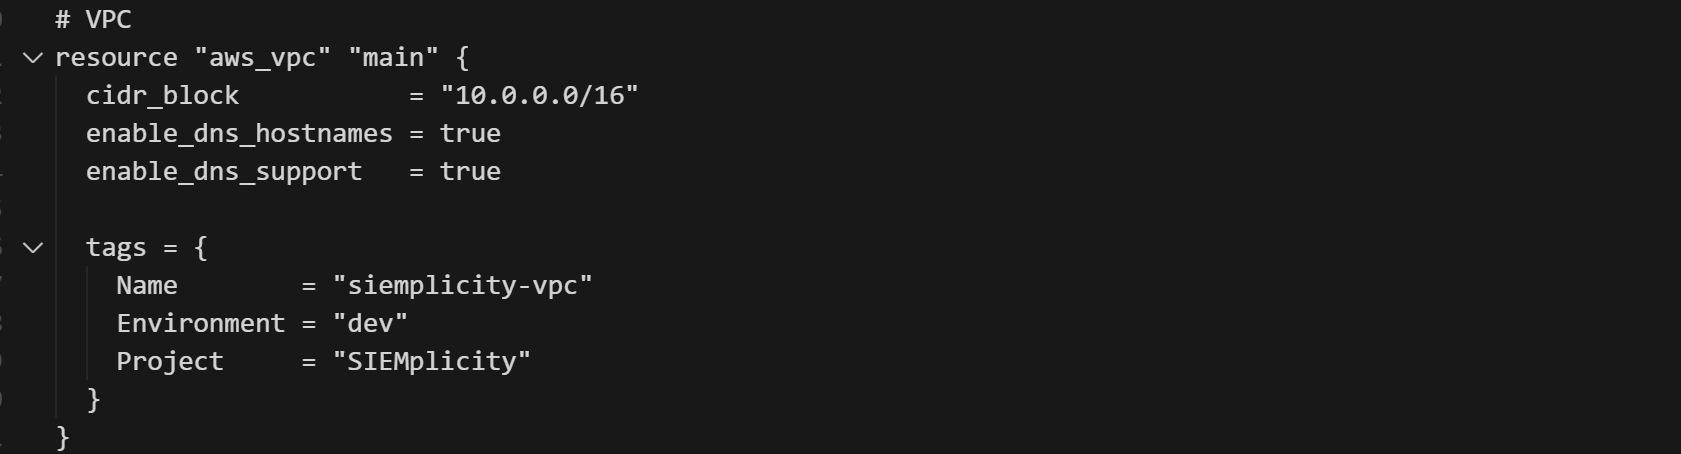 # VPC
resource "aws_vpc" "main" {
  cidr_block           = "10.0.0.0/16"
  enable_dns_hostnames = true
  enable_dns_support   = true

  tags = {
    Name        = "siemplicity-vpc"
    Environment = "dev"
    Project     = "SIEMplicity"
  }
}